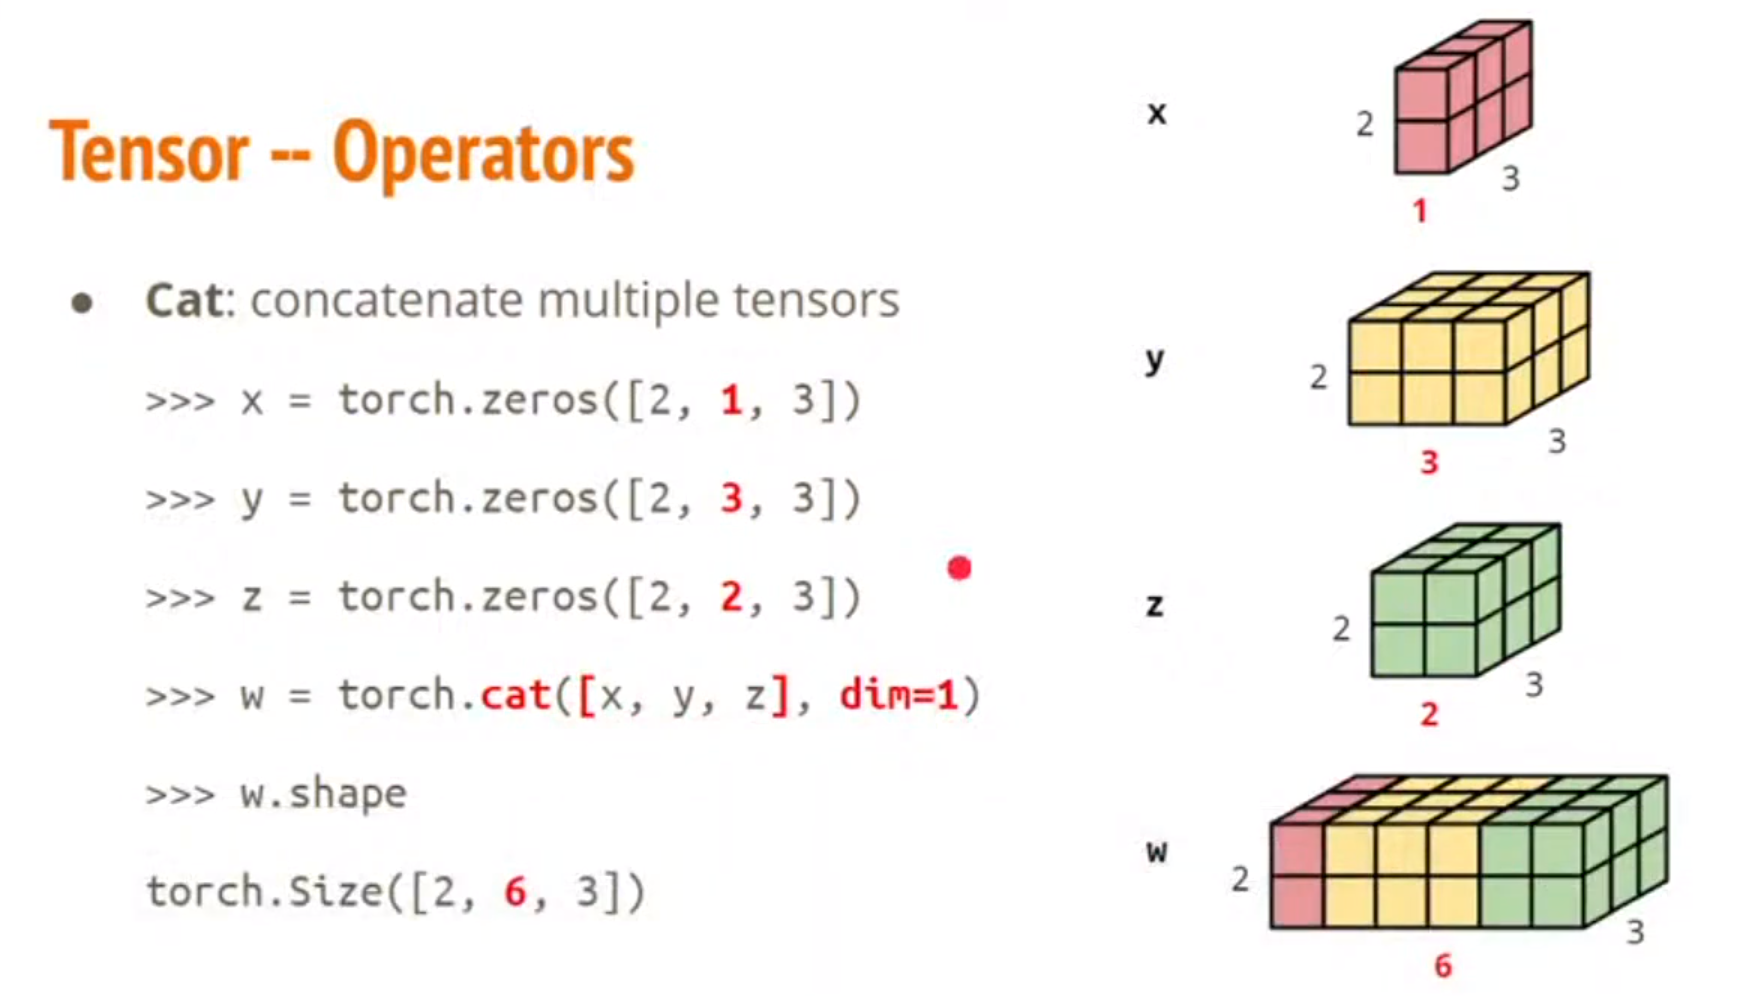 Tensor -- Operators
● Cat: concatenate multiple tensors
>>> x = torch.zeros([2, 1, 3])
>>> y = torch.zeros([2, 3, 3])
>>> z = torch.zeros([2, 2, 3])
>>> w = torch.cat([x, y, z], dim=1)
>>> w.shape
torch.Size([2, 6, 3])
x
2
3
1
y
2
3
3
z
2
3
2
w
2
3
6